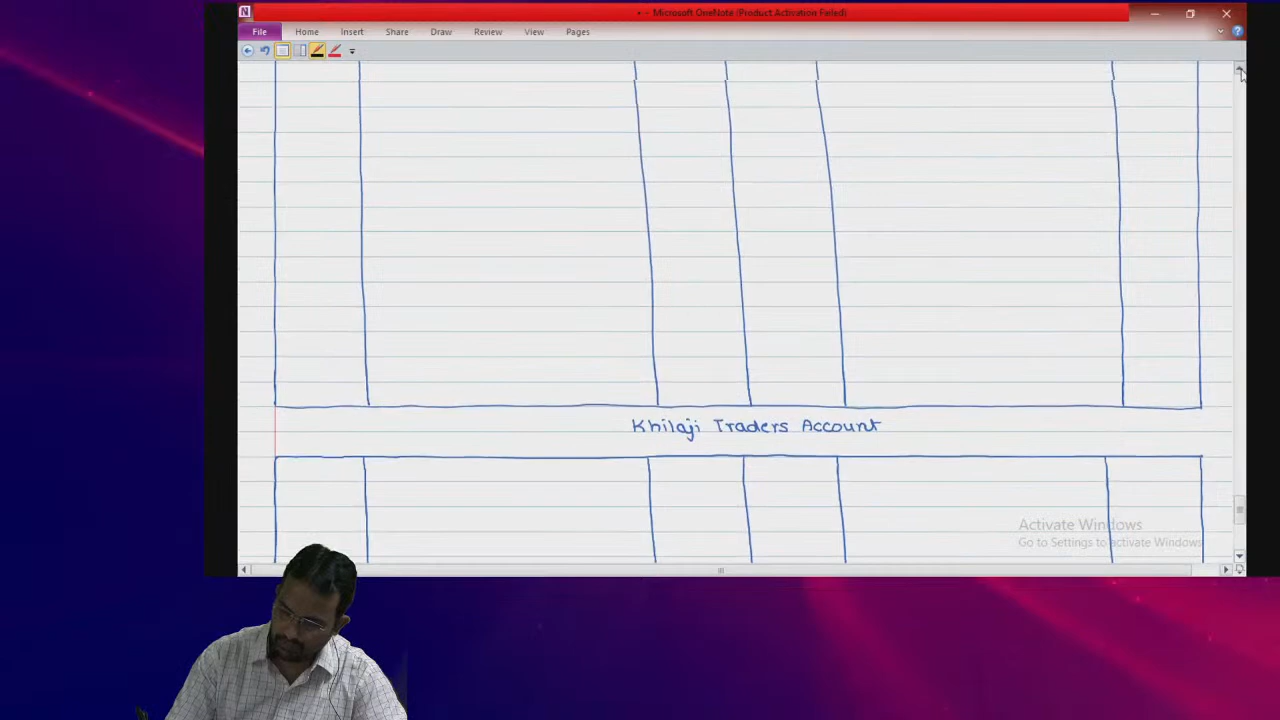 Microsoft OneNote (Product Activation Failed)
File Home Insert Share Draw Review View Pages
Khilaji Traders Account
Activate Windows
Go to Settings to activate Windows.